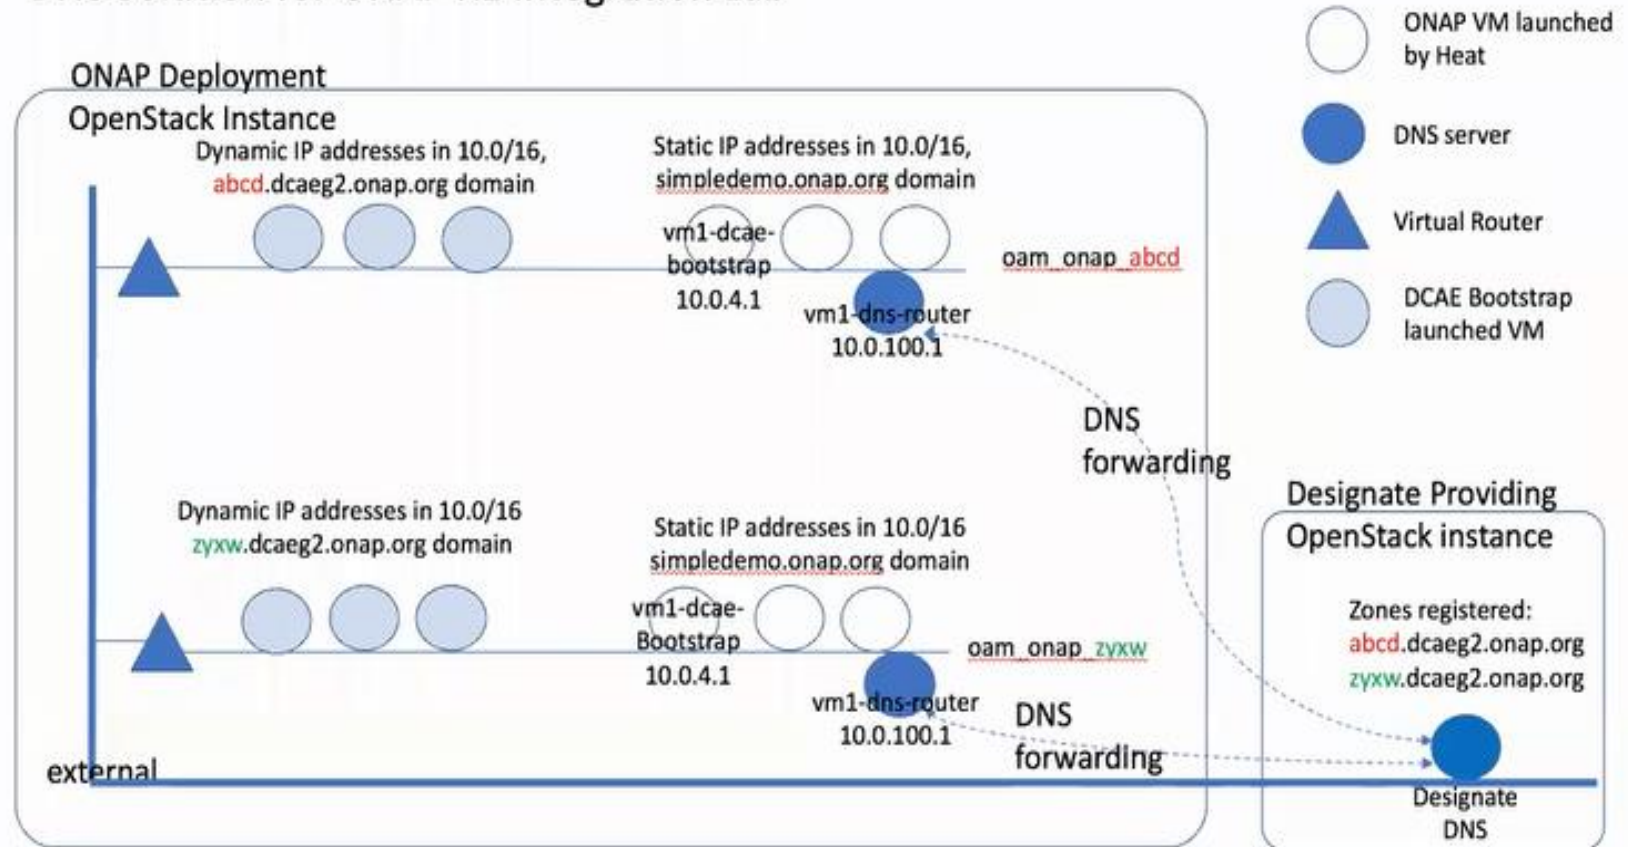 ONAP Deployment
OpenStack Instance
Dynamic IP addresses in 10.0/16,
abcd.dcaeg2.onap.org domain
Static IP addresses in 10.0/16,
simpledemo.onap.org domain
vm1-dcae-
bootstrap
10.0.4.1
vm1-dns-router
10.0.100.1
oam_onap_abcd
DNS
forwarding
Dynamic IP addresses in 10.0/16
zyxw.dcaeg2.onap.org domain
Static IP addresses in 10.0/16
simpledemo.onap.org domain
vm1-dcae-
Bootstrap
10.0.4.1
vm1-dns-router
10.0.100.1
oam_onap_zyxw
DNS
forwarding
external
ONAP VM launched
by Heat
DNS server
Virtual Router
DCAE Bootstrap
launched VM
Designate Providing
OpenStack instance
Zones registered:
abcd.dcaeg2.onap.org
zyxw.dcaeg2.onap.org
Designate
DNS